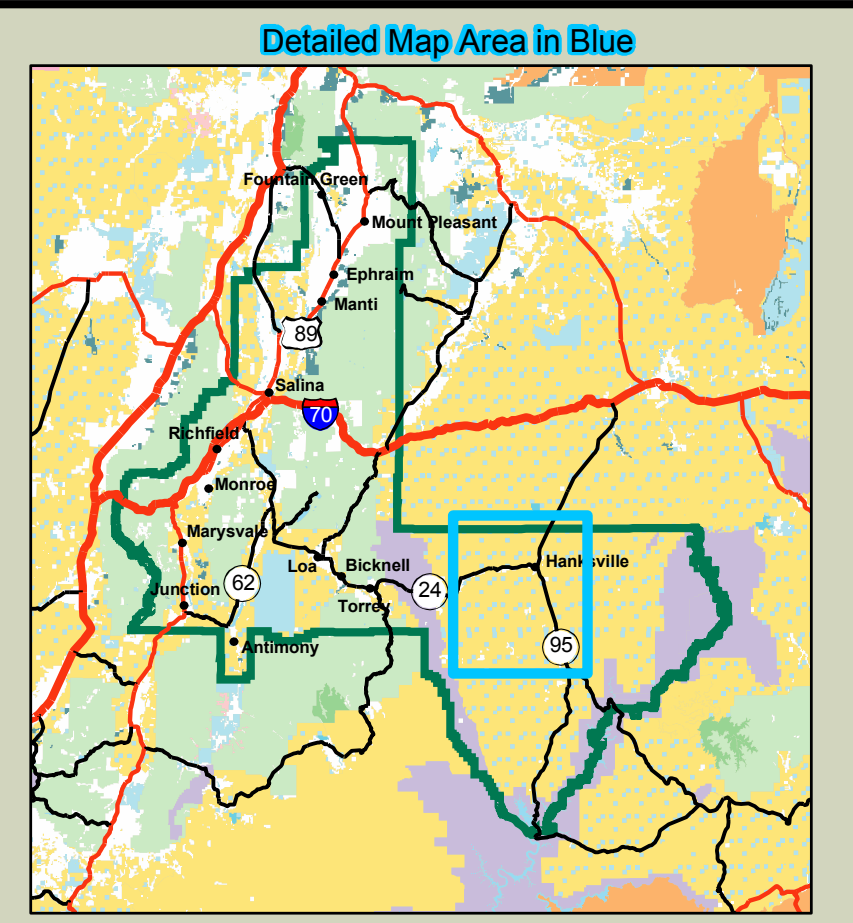 Detailed Map Area in Blue
Fountain Green
Mount Pleasant
Ephraim
Manti
89
Salina
70
Richfield
Monroe
Marysvale
Loa
Bicknell
Hanksville
Junction
62
24
Torrey
Antimony
95